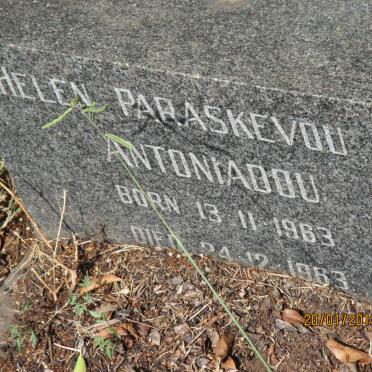 HELEN PARASKEVOU
ANTONIADOU
BORN 13·11·1963
DIED 24·12·1963
20/01/201